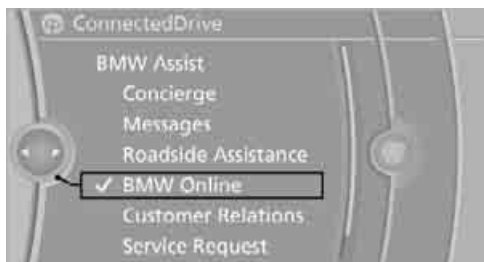 ConnectedDrive
BMW Assist
Concierge
Messages
Roadside Assistance
✓ BMW Online
Customer Relations
Service Request